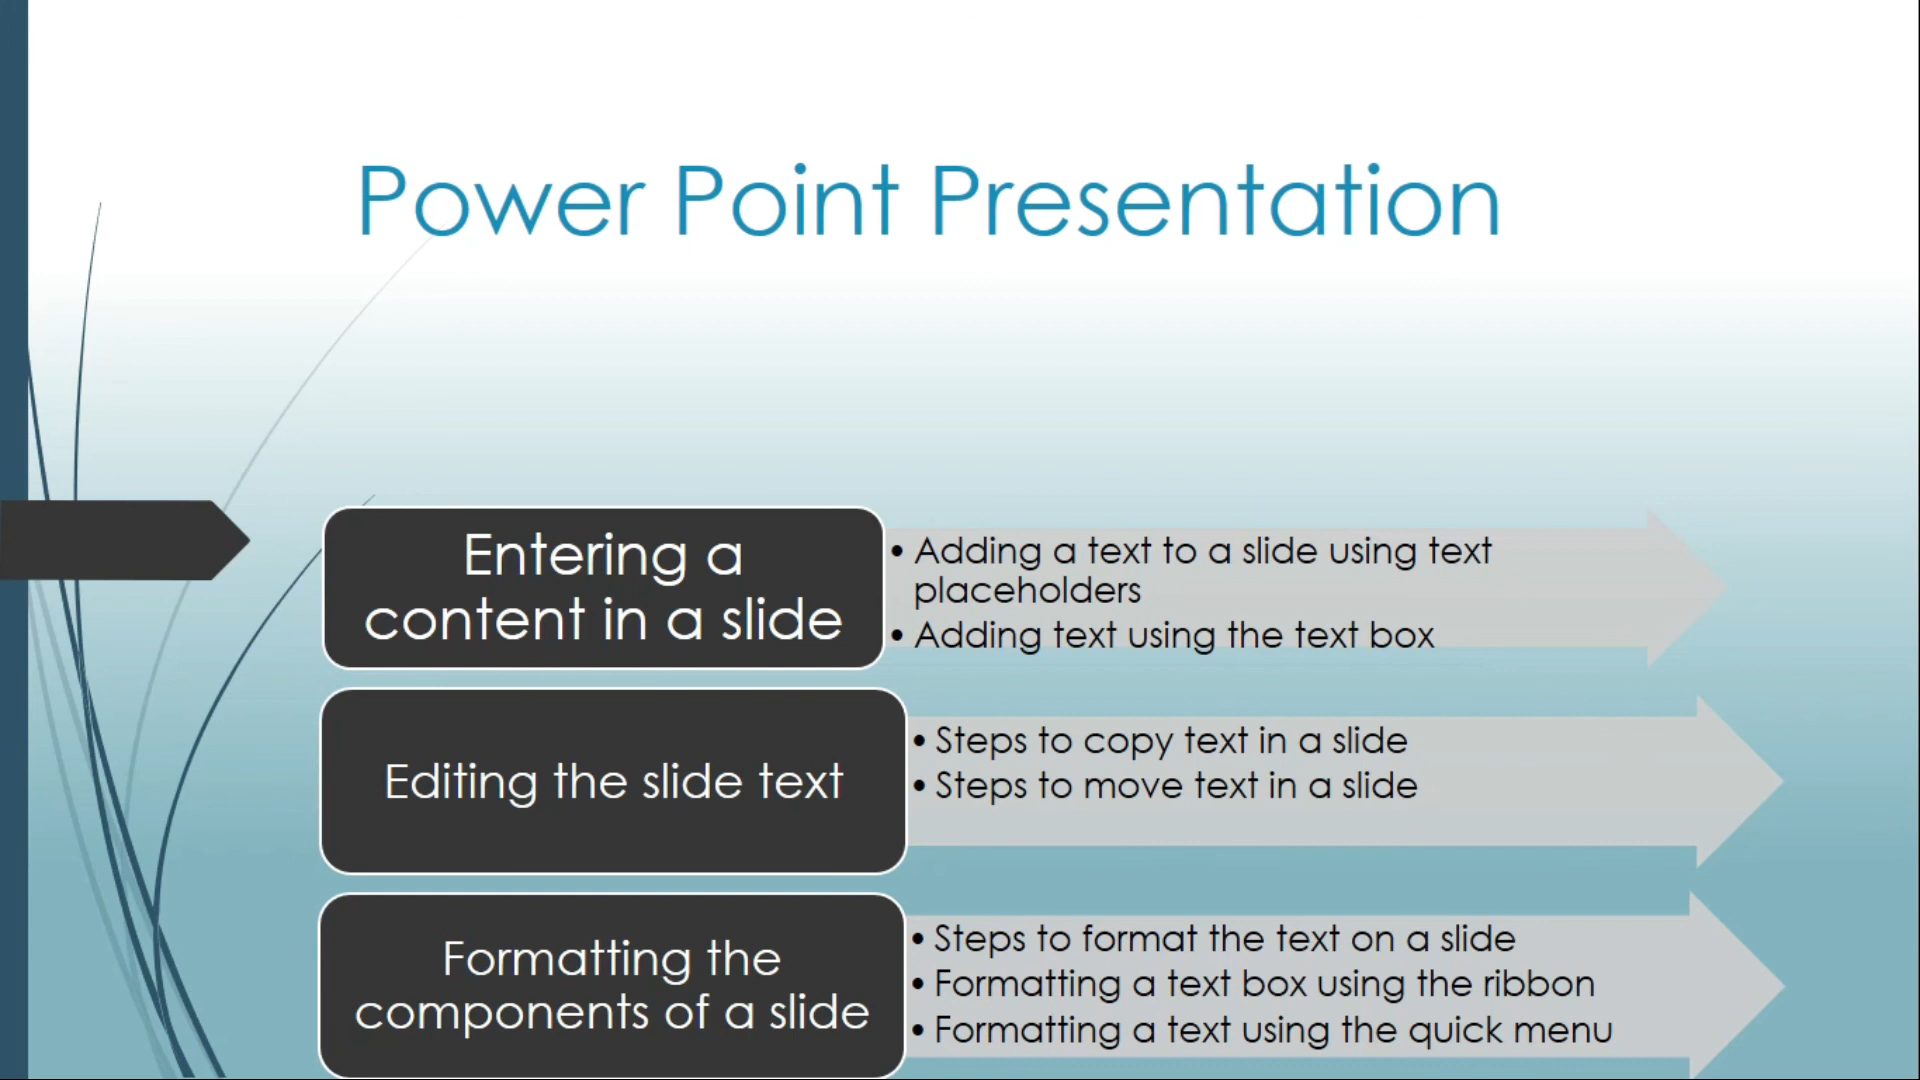 Power Point Presentation
Entering a
content in a slide
• Adding a text to a slide using text
placeholders
• Adding text using the text box
Editing the slide text
• Steps to copy text in a slide
• Steps to move text in a slide
Formatting the
components of a slide
• Steps to format the text on a slide
• Formatting a text box using the ribbon
• Formatting a text using the quick menu